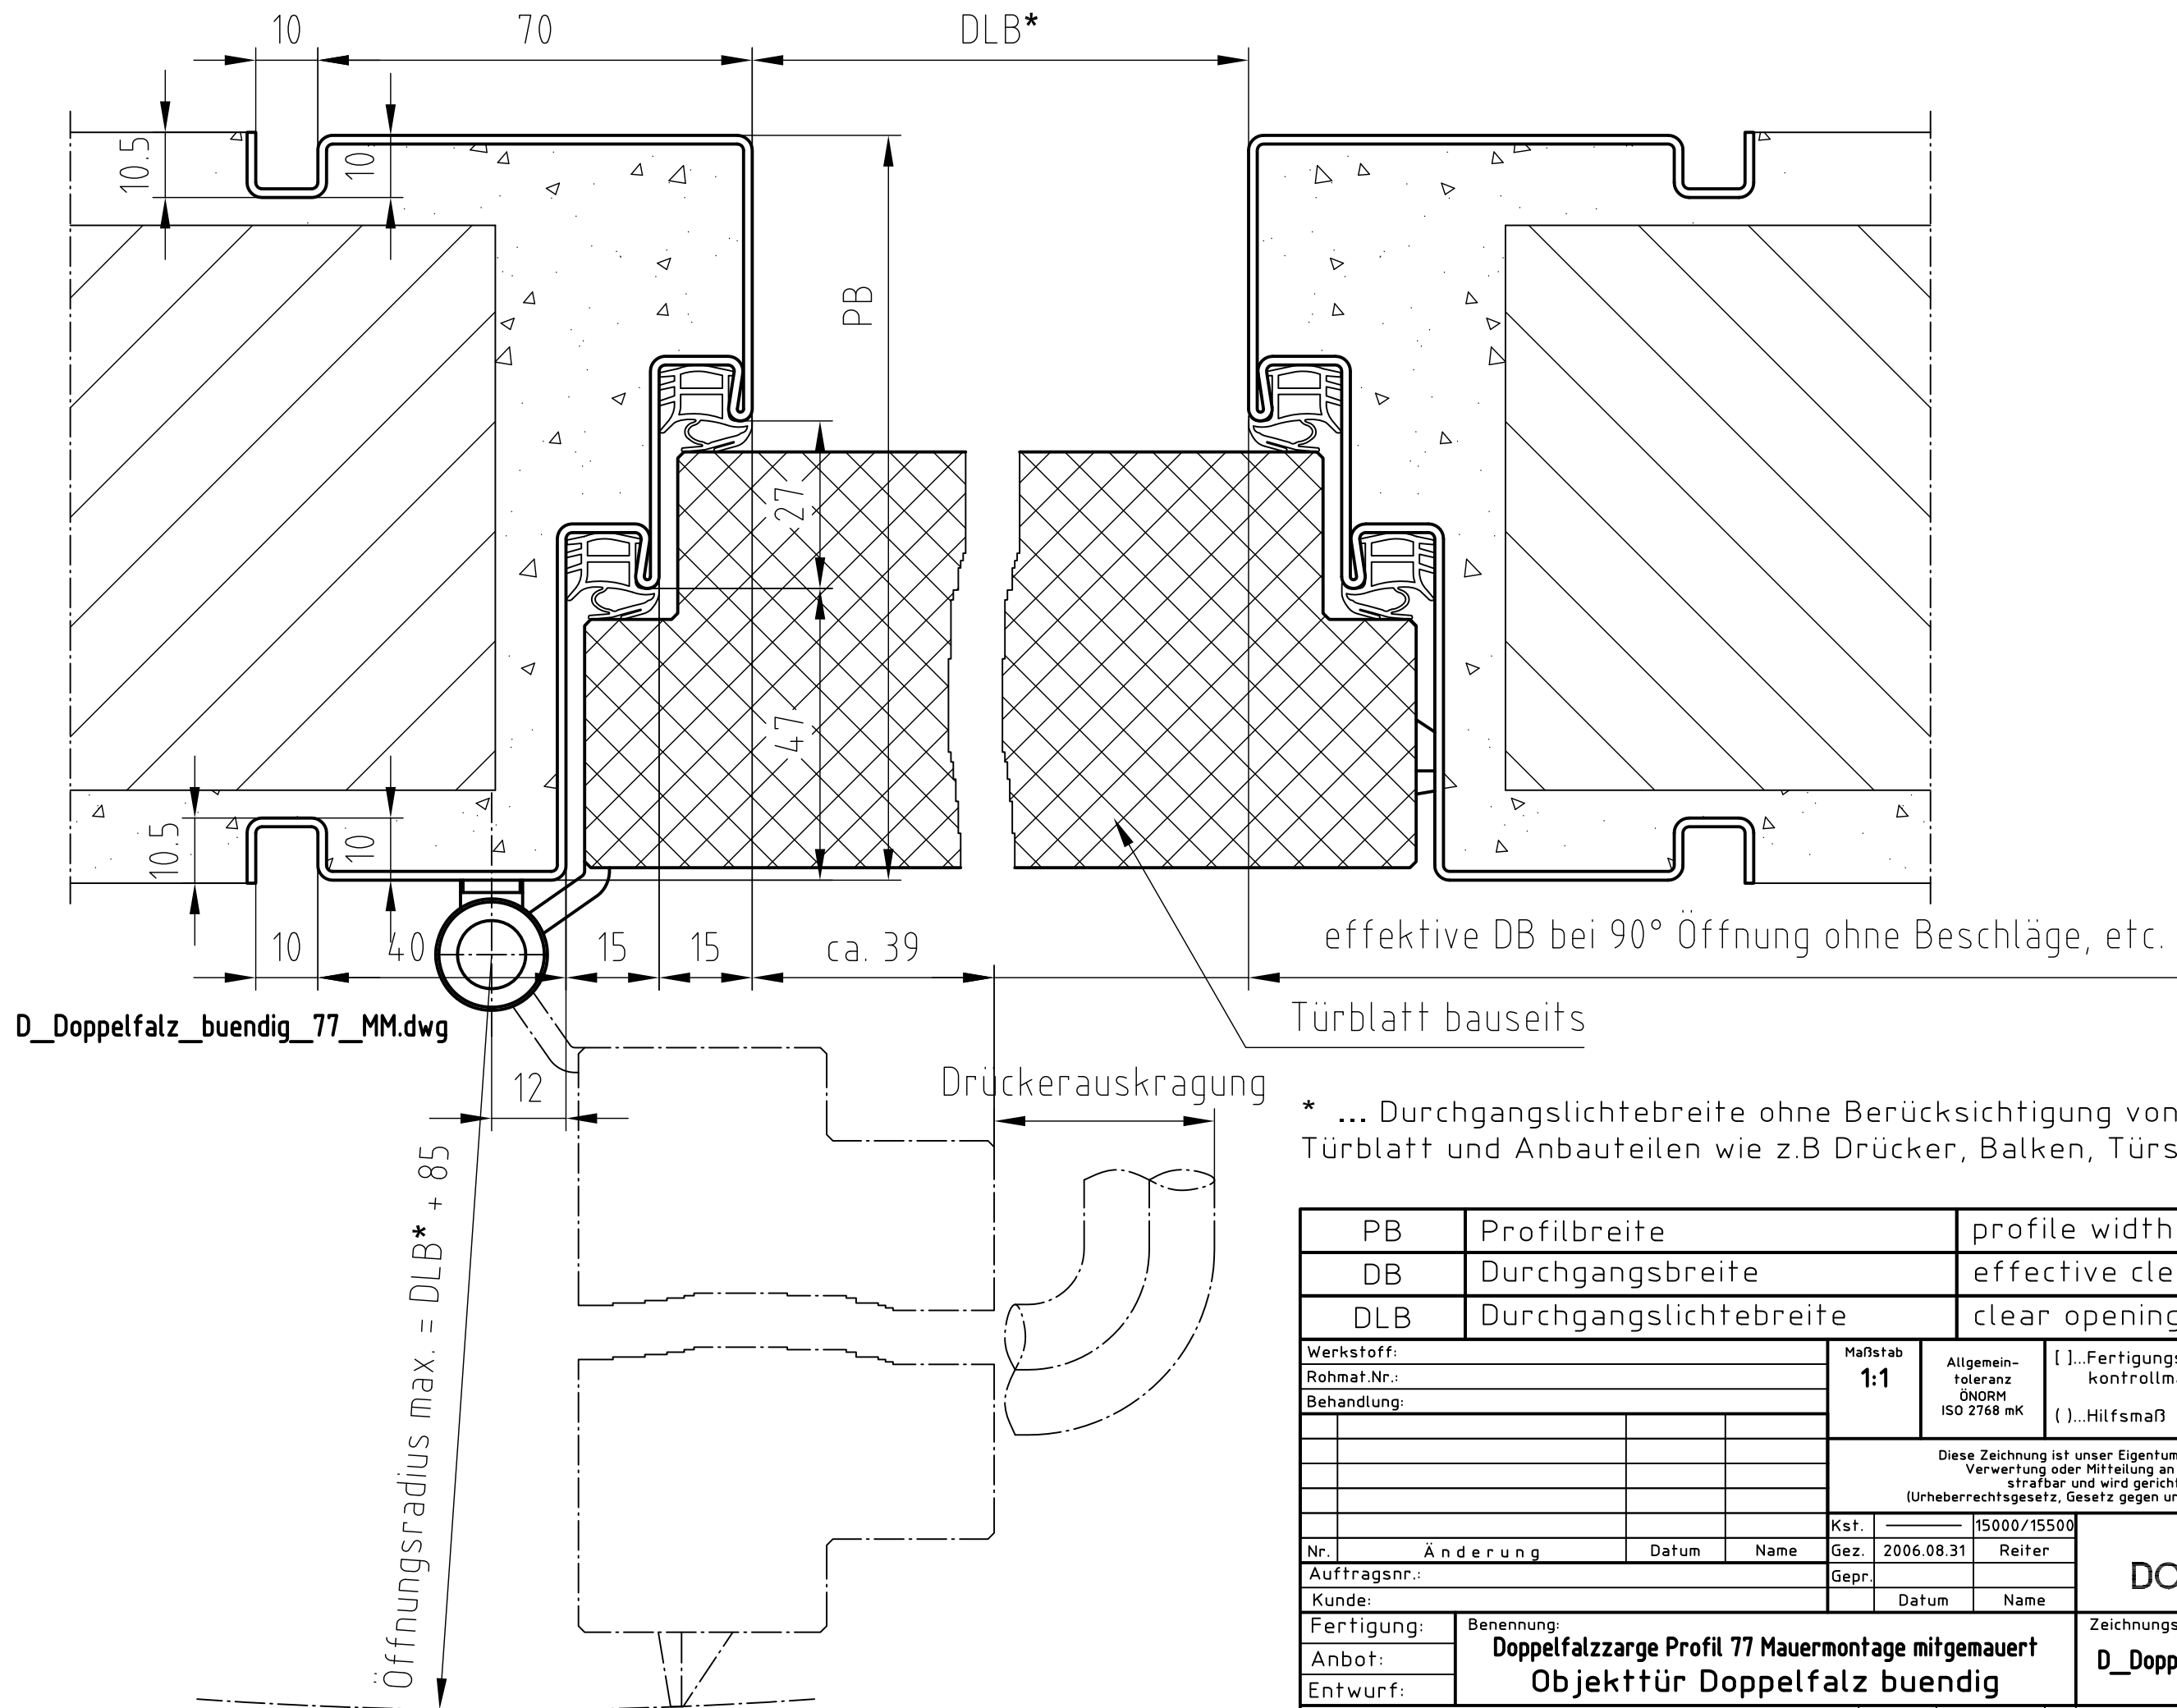 10
70
DLB*
10.5
10
PB
27
47
10.5
10
10
40
15
15
ca. 39
effektive DB bei 90° Öffnung ohne Beschläge, etc.
Türblatt bauseits
D_Doppelfalz_buendig_77_MM.dwg
12
Drückerauskragung
Öffnungsradius max. = DLB* + 85
* ... Durchgangslichtebreite ohne Berücksichtigung von
Türblatt und Anbauteilen wie z.B Drücker, Balken, Türs
PB Profilbreite profile width
DB Durchgangsbreite effective cle
DLB Durchgangslichtebreite clear opening
Werkstoff:
Rohmat.Nr.:
Behandlung:
Maßstab
1:1
Allgemein-
toleranz
ÖNORM
ISO 2768 mK
[ ]...Fertigungs
kontrollma
( )...Hilfsmaß
Diese Zeichnung ist unser Eigentum
Verwertung oder Mitteilung an
strafbar und wird gericht
(Urheberrechtsgesetz, Gesetz gegen un
Kst. 15000/15500
Nr. Änderung Datum Name
Gez. 2006.08.31 Reiter
Gepr.
Datum Name
DO
Auftragsnr.:
Kunde:
Fertigung:
Anbot:
Entwurf:
Benennung:
Doppelfalzzarge Profil 77 Mauermontage mitgemauert
Objekttür Doppelfalz buendig
Zeichnungs
D_Dopp